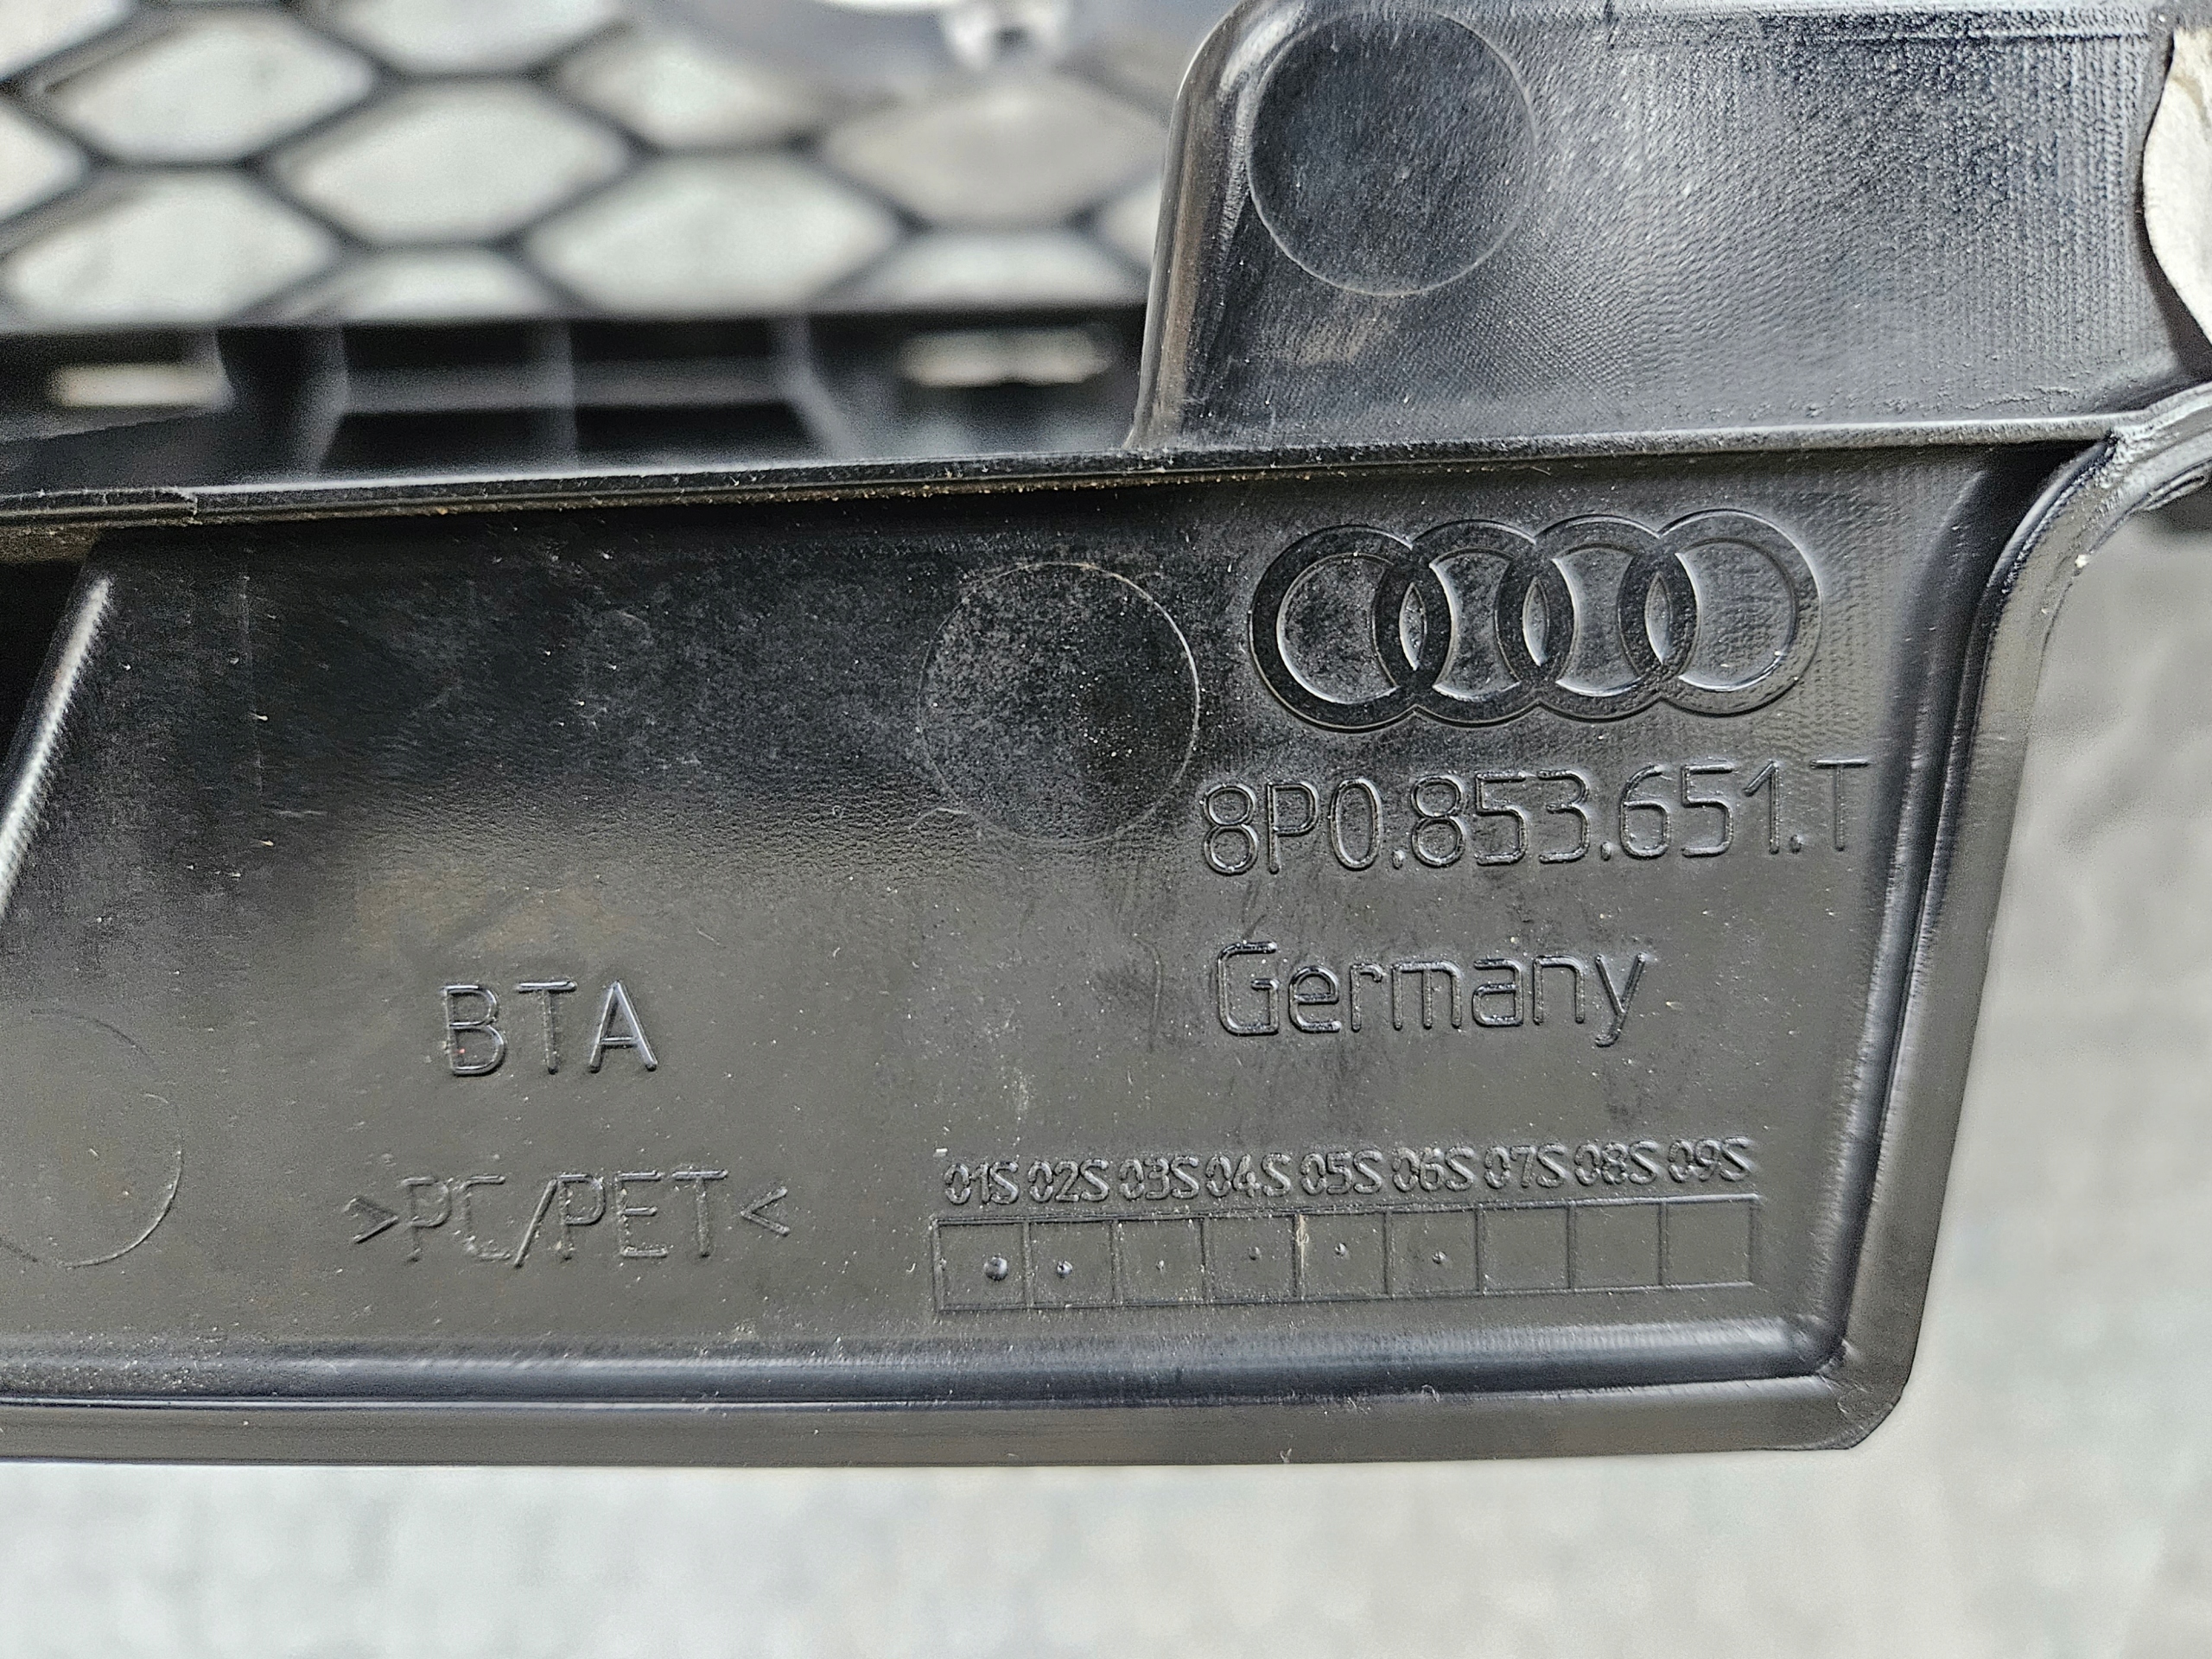 8P0.853.651.T
Germany
BTA
>PC/PET<
01S 02S 03S 04S 05S 06S 07S 08S 09S